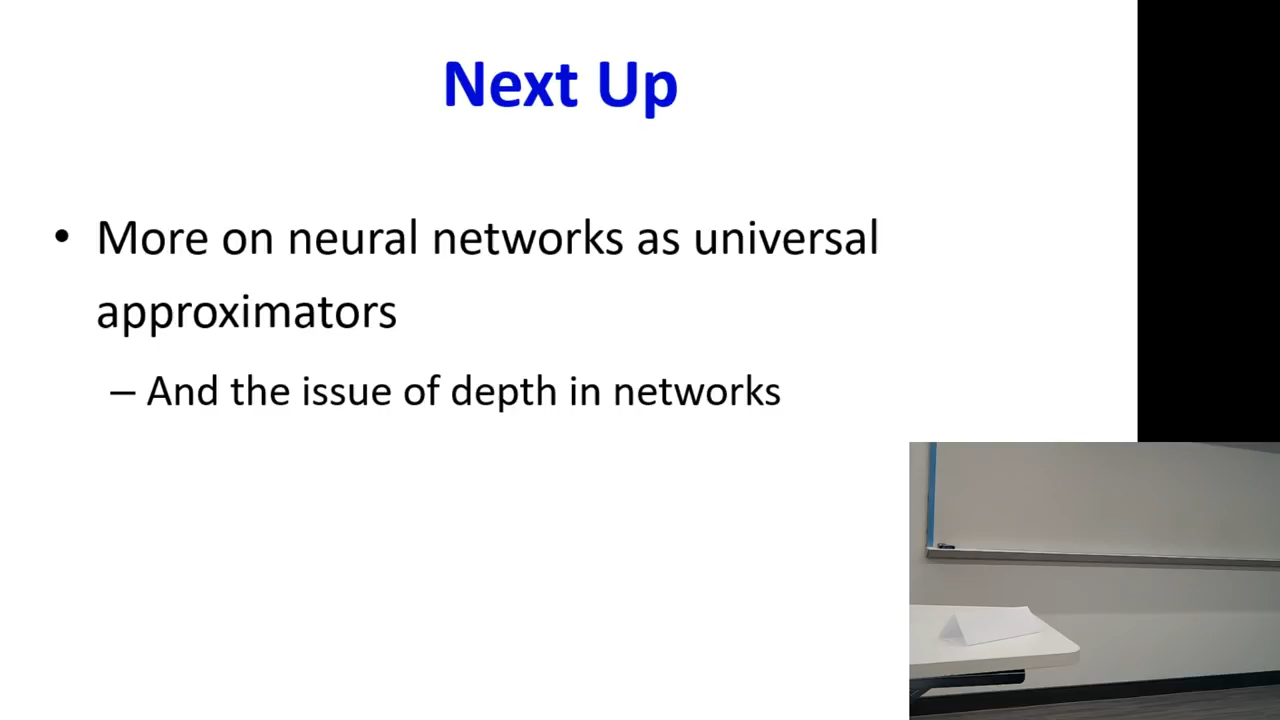 Next Up
• More on neural networks as universal
approximators
– And the issue of depth in networks